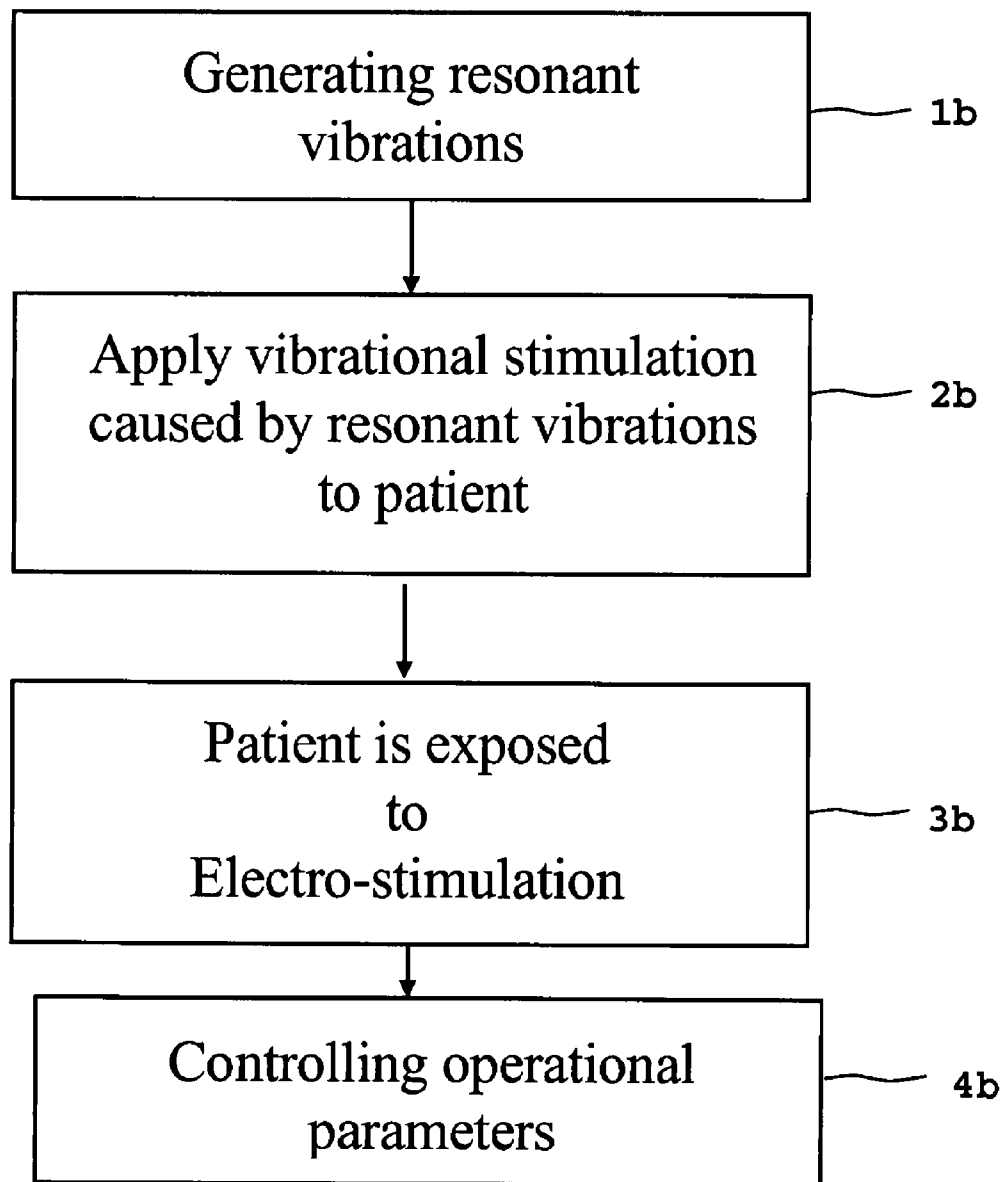 Generating resonant
vibrations
1b
Apply vibrational stimulation
caused by resonant vibrations
to patient
2b
Patient is exposed
to
Electro-stimulation
3b
Controlling operational
parameters
4b